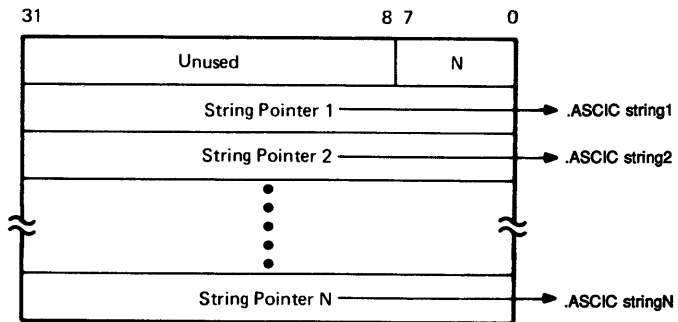 31 8 7 0
Unused N
String Pointer 1 .ASCIC string1
String Pointer 2 .ASCIC string2
String Pointer N .ASCIC stringN